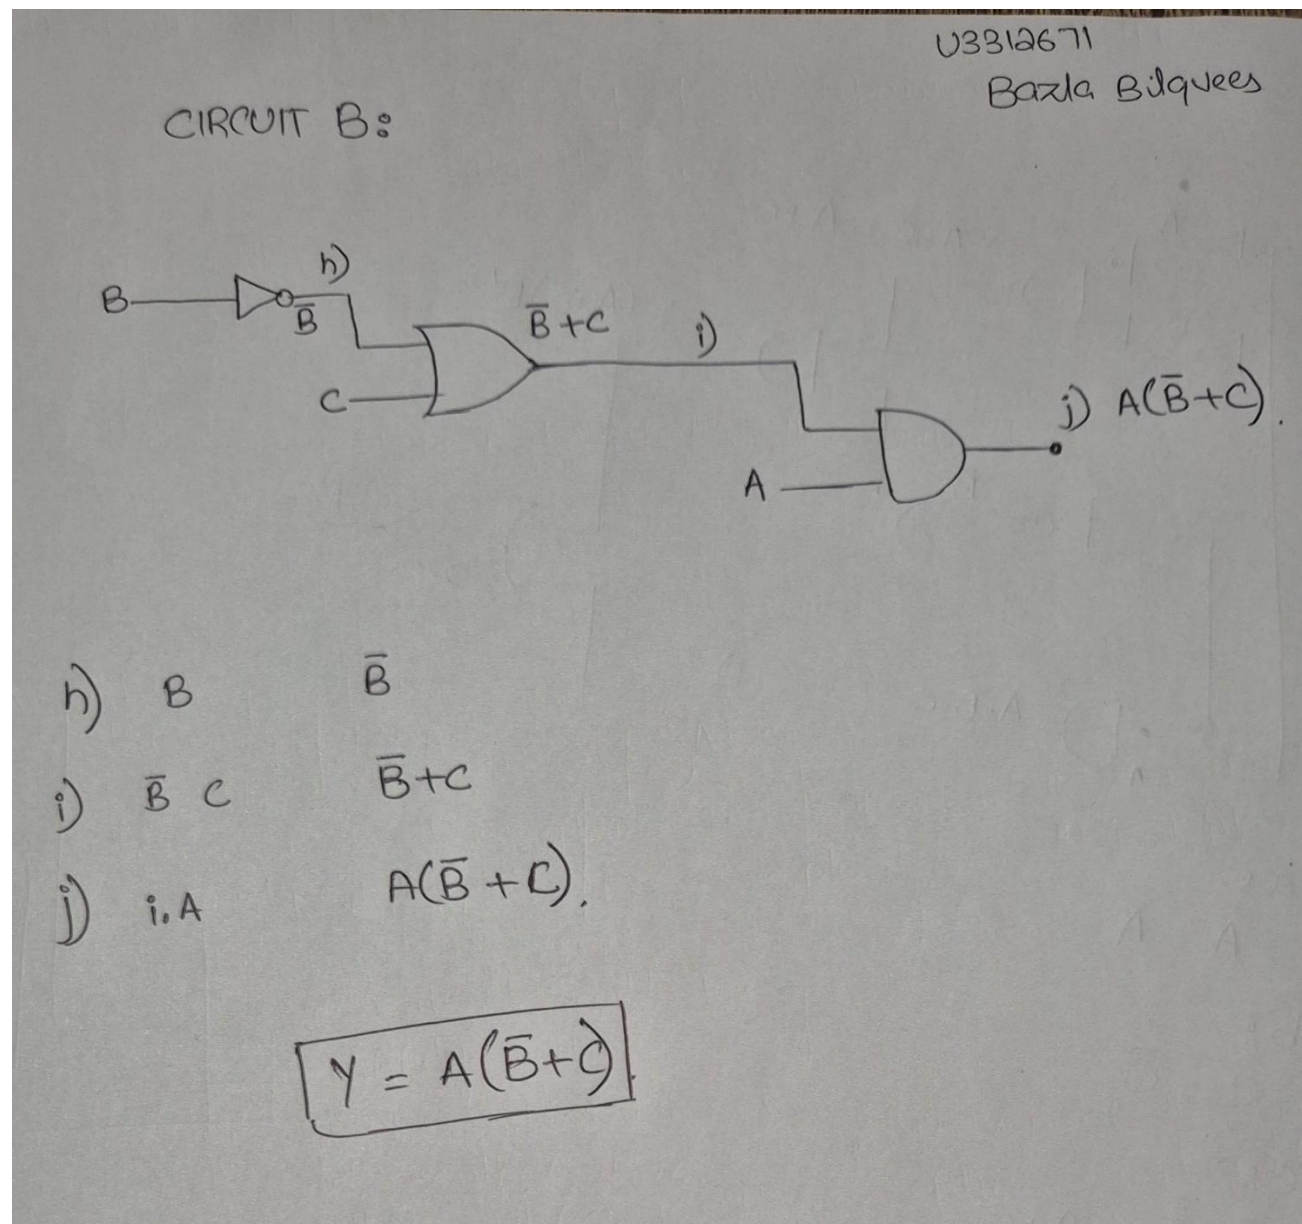 U3312671
Bazla Bilquees
CIRCUIT B:
h)
B
B̅
B̅+C
i)
C
j) A(B̅+C).
A
h) B B̅
i) B̅ C B̅+C
j) i.A A(B̅+C).
Y = A(B̅+C).